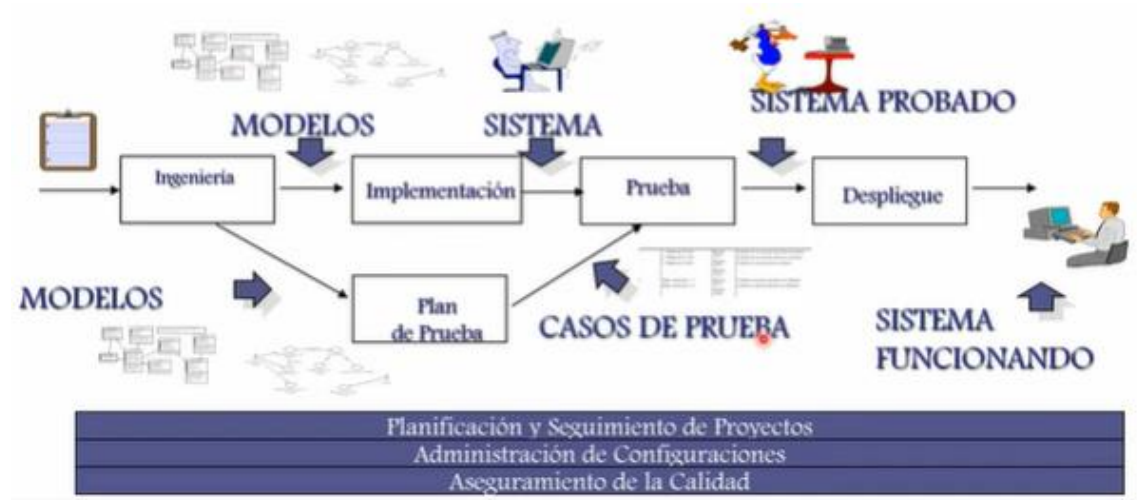 MODELOS
SISTEMA
SISTEMA PROBADO
Ingeniería
Implementación
Prueba
Despliegue
MODELOS
Plan
de Prueba
CASOS DE PRUEBA
SISTEMA
FUNCIONANDO
Planificación y Seguimiento de Proyectos
Administración de Configuraciones
Aseguramiento de la Calidad